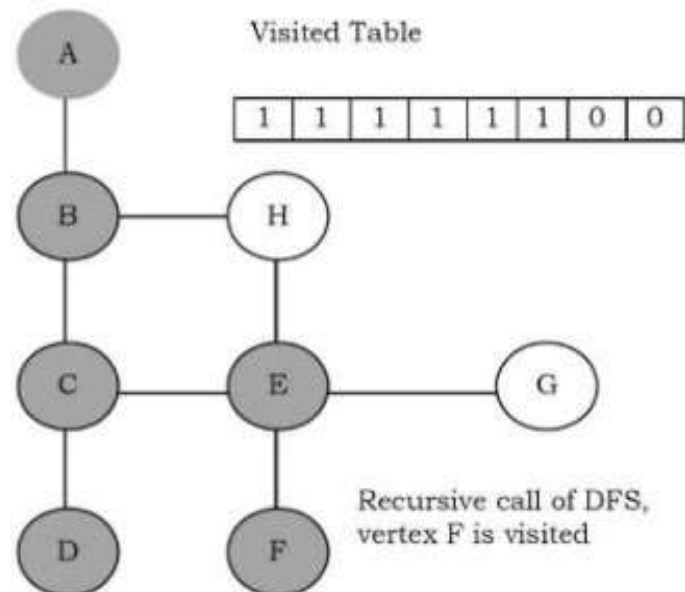 A
Visited Table
1 1 1 1 1 1 0 0
B H
C E G
Recursive call of DFS,
vertex F is visited
D F